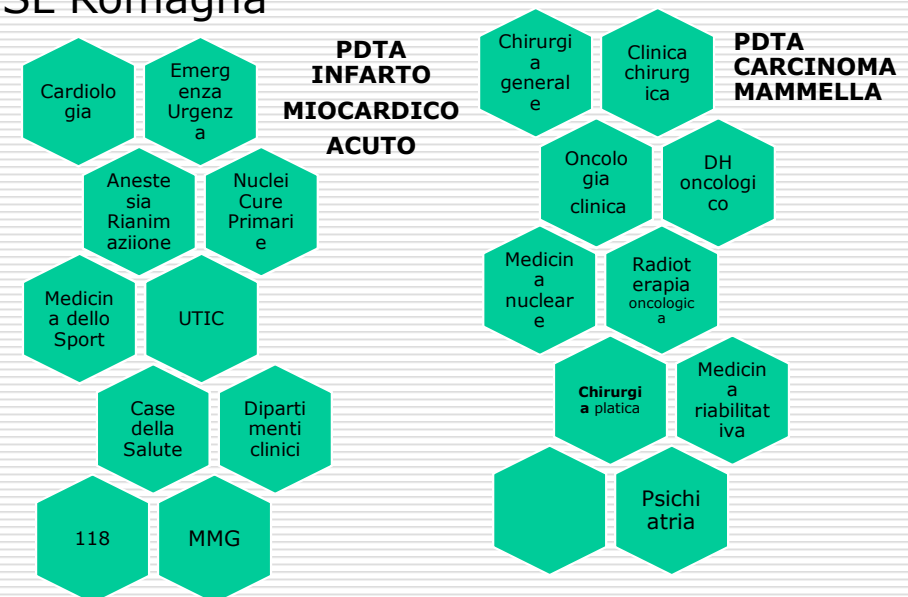 SL Romagna
PDTA
INFARTO
MIOCARDICO
ACUTO
Cardiolo
gia
Emerg
enza
Urgenz
a
Aneste
sia
Rianim
aziione
Nuclei
Cure
Primari
e
Medicin
a dello
Sport
UTIC
Case
della
Salute
Diparti
menti
clinici
118
MMG
PDTA
CARCINOMA
MAMMELLA
Chirurgi
a
general
e
Clinica
chirurg
ica
Oncolo
gia
clinica
DH
oncologi
co
Medicin
a
nuclear
e
Radiot
erapia
oncologic
a
Chirurgi
a platica
Medicin
a
riabilitat
iva
Psichi
atria